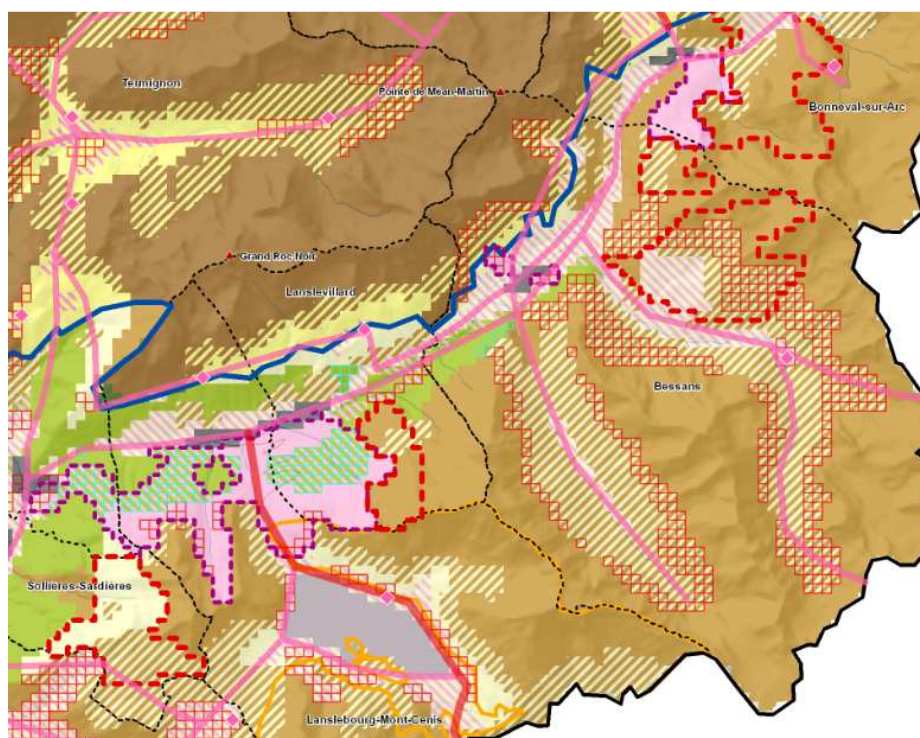 Termignon
Pointe de Méan-Martin
Bonneval-sur-Arc
Grand Roc Noir
Lanslevillard
Bessans
Sollières-Sardières
Lanslebourg-Mont-Cenis